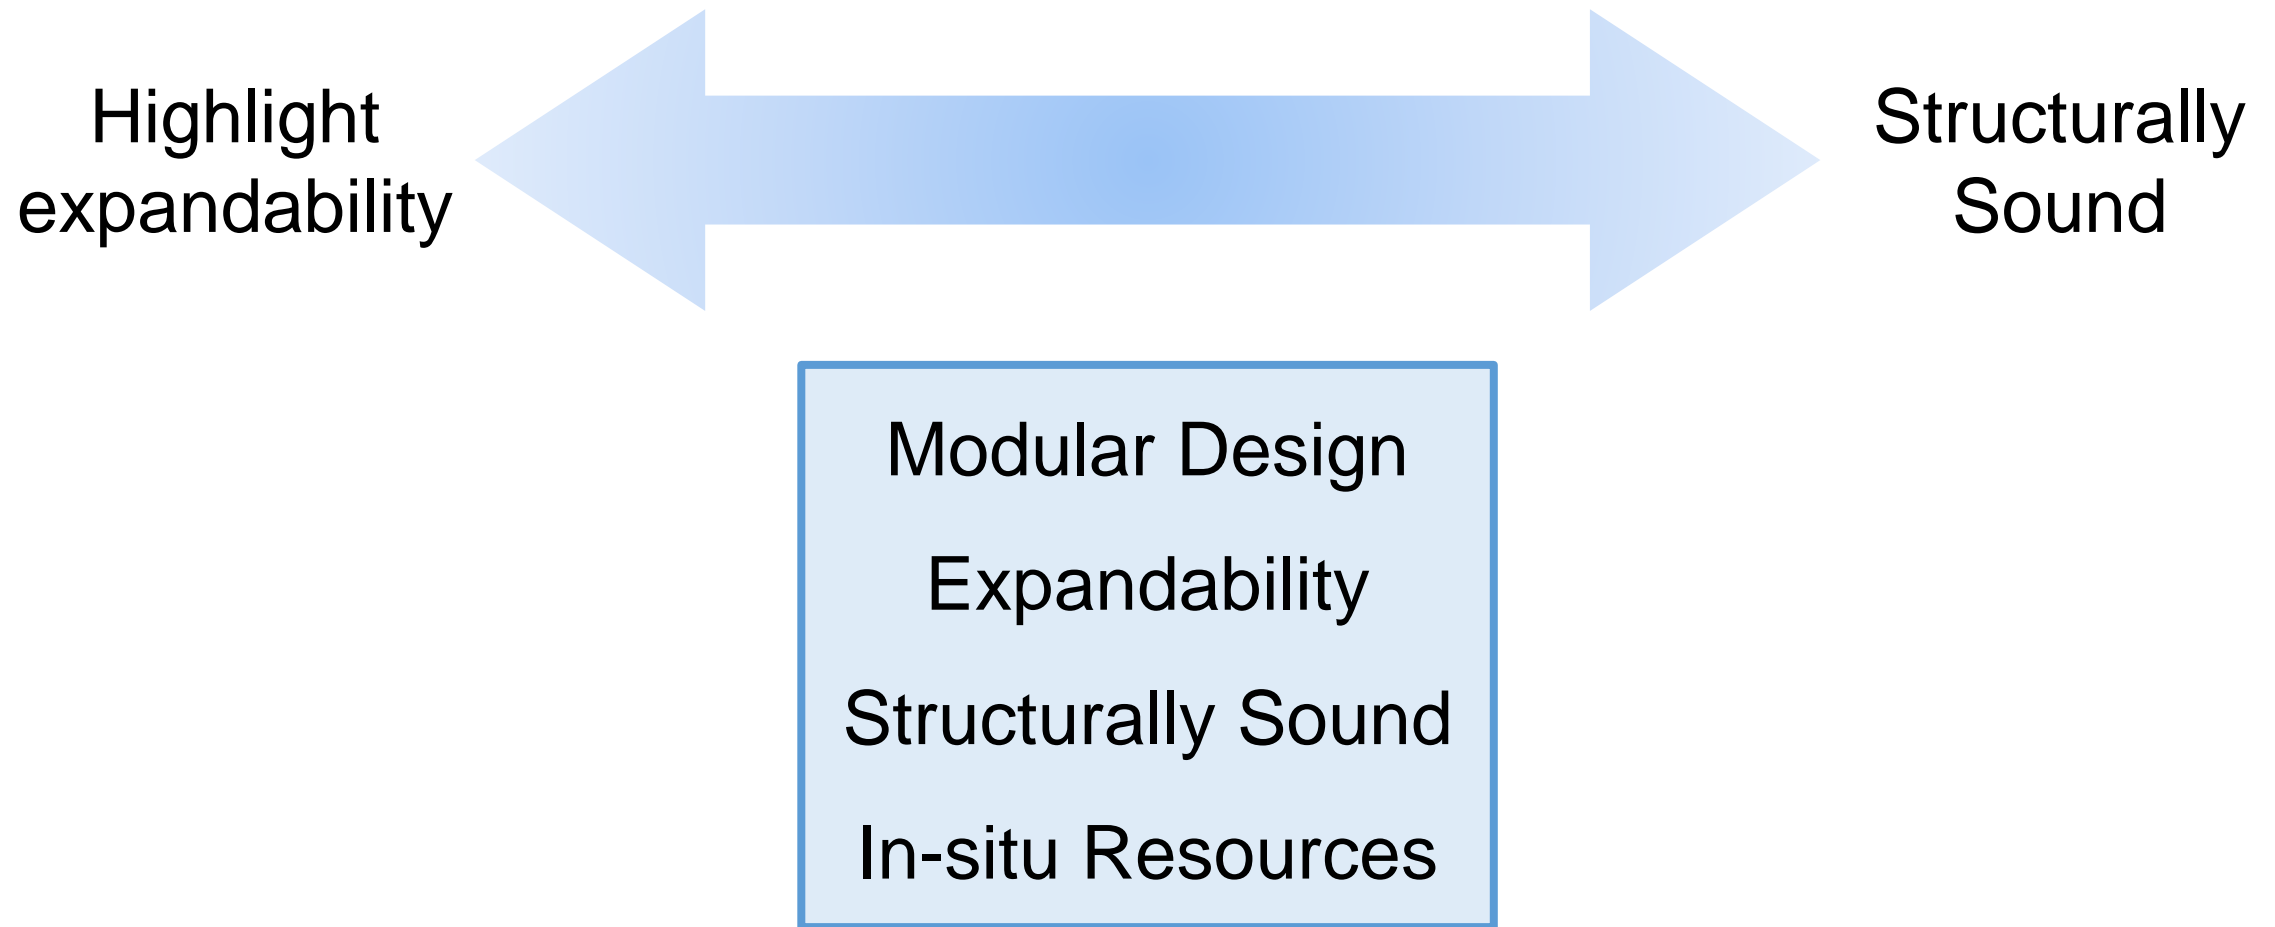 Highlight
expandability
Structurally
Sound
Modular Design
Expandability
Structurally Sound
In-situ Resources